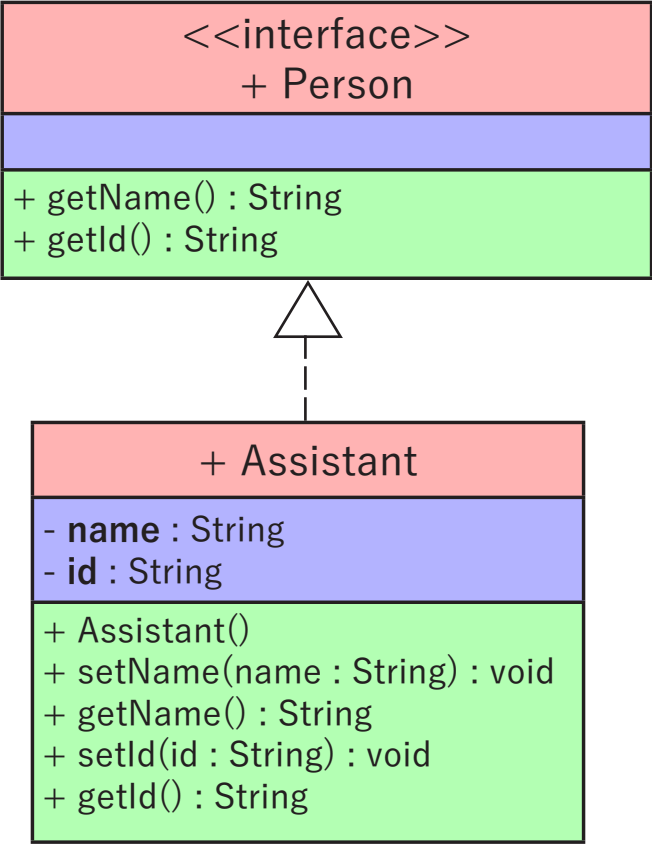 <<interface>>
+ Person
+ getName() : String
+ getId() : String
+ Assistant
- name : String
- id : String
+ Assistant()
+ setName(name : String) : void
+ getName() : String
+ setId(id : String) : void
+ getId() : String